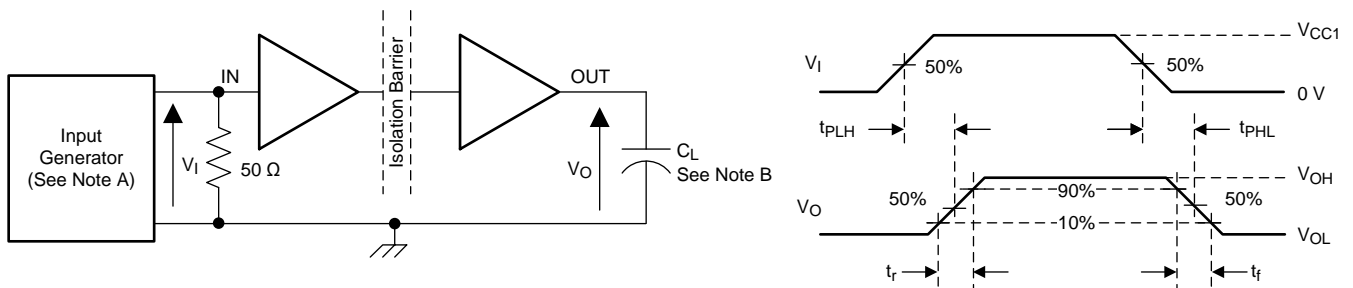 Input
Generator
(See Note A)
IN
VI
50 Ω
Isolation Barrier
OUT
VO
CL
See Note B
VI
50%
50%
VCC1
0 V
tPLH
tPHL
VO
50%
90%
10%
50%
VOH
VOL
tr
tf